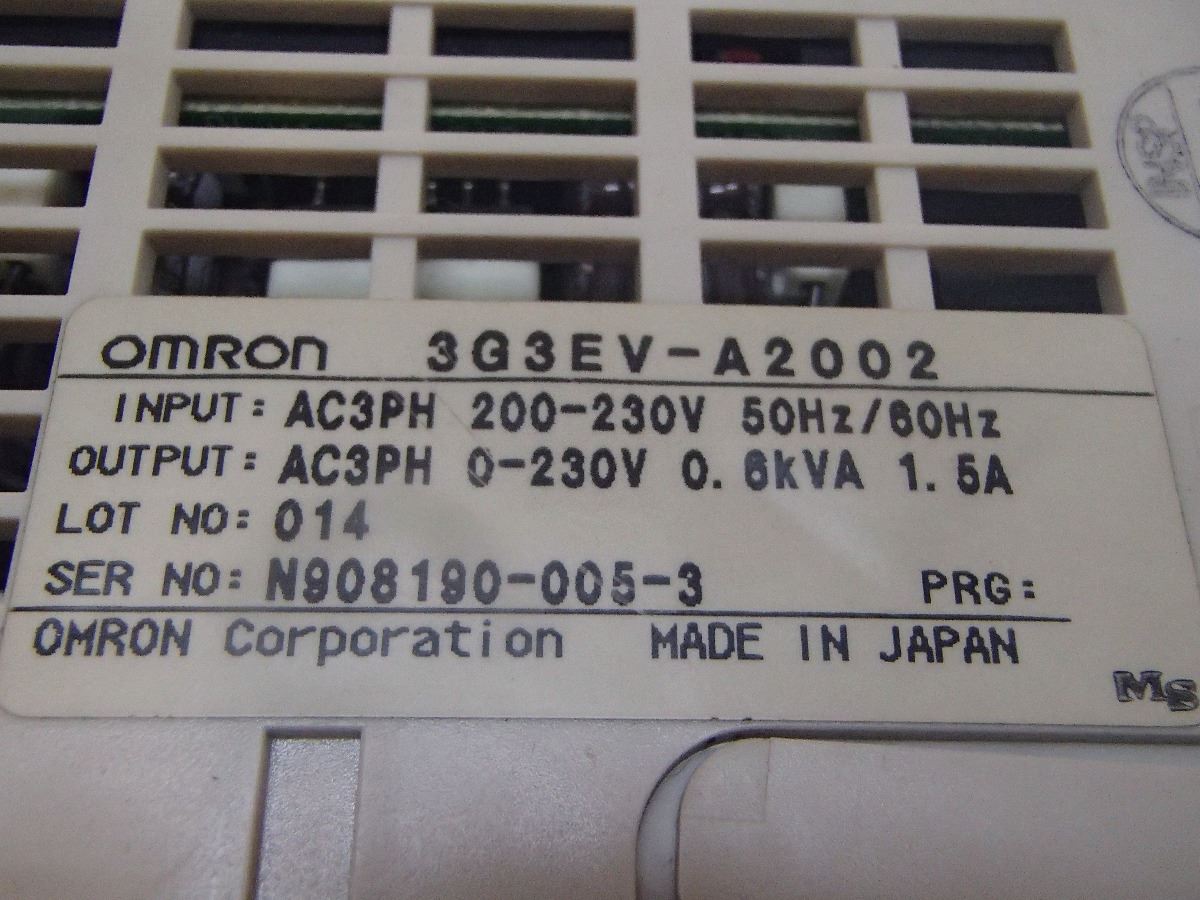 OMRON 3G3EV-A2002
INPUT: AC3PH 200-230V 50Hz/60Hz
OUTPUT: AC3PH 0-230V 0.6kVA 1.5A
LOT NO: 014
SER NO: N908190-005-3 PRG:
OMRON Corporation MADE IN JAPAN
MS